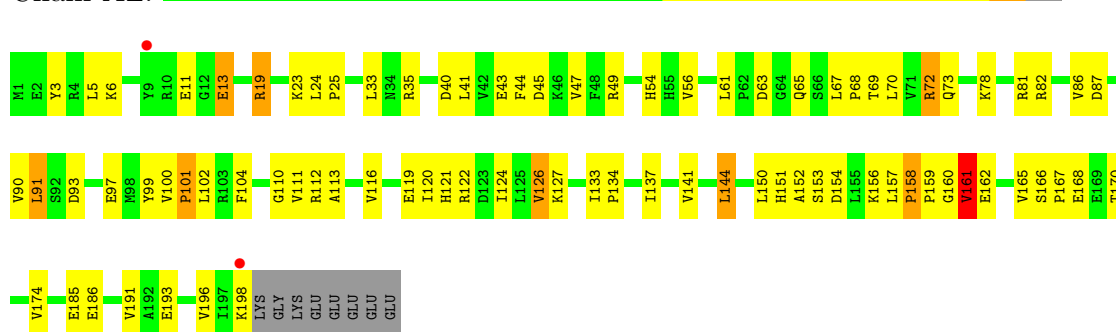 M1 E2 Y3 R4 L5 K6 Y9 R10 E11 G12 E13 R19 K23 L24 P25 L33 N34 R35 D40 L41 V42 E43 F44 D45 K46 V47 F48 R49 H54 H55 V56 L61 P62 D63 G64 Q65 S66 L67 P68 T69 L70 V71 R72 Q73 K78 R81 R82 V86 D87
V90 L91 S92 D93 E97 M98 Y99 V100 P101 L102 R103 F104 G110 V111 R112 A113 V116 E119 I120 H121 R122 D123 I124 L125 V126 K127 I133 P134 I137 V141 L144 L150 H151 A152 S153 D154 L155 K156 L157 P158 P159 G160 V161 E162 V165 S166 P167 E168 E169 T170
V174 E185 E186 V191 A192 E193 V196 I197 K198 LYS GLY LYS GLU GLU GLU GLU GLU